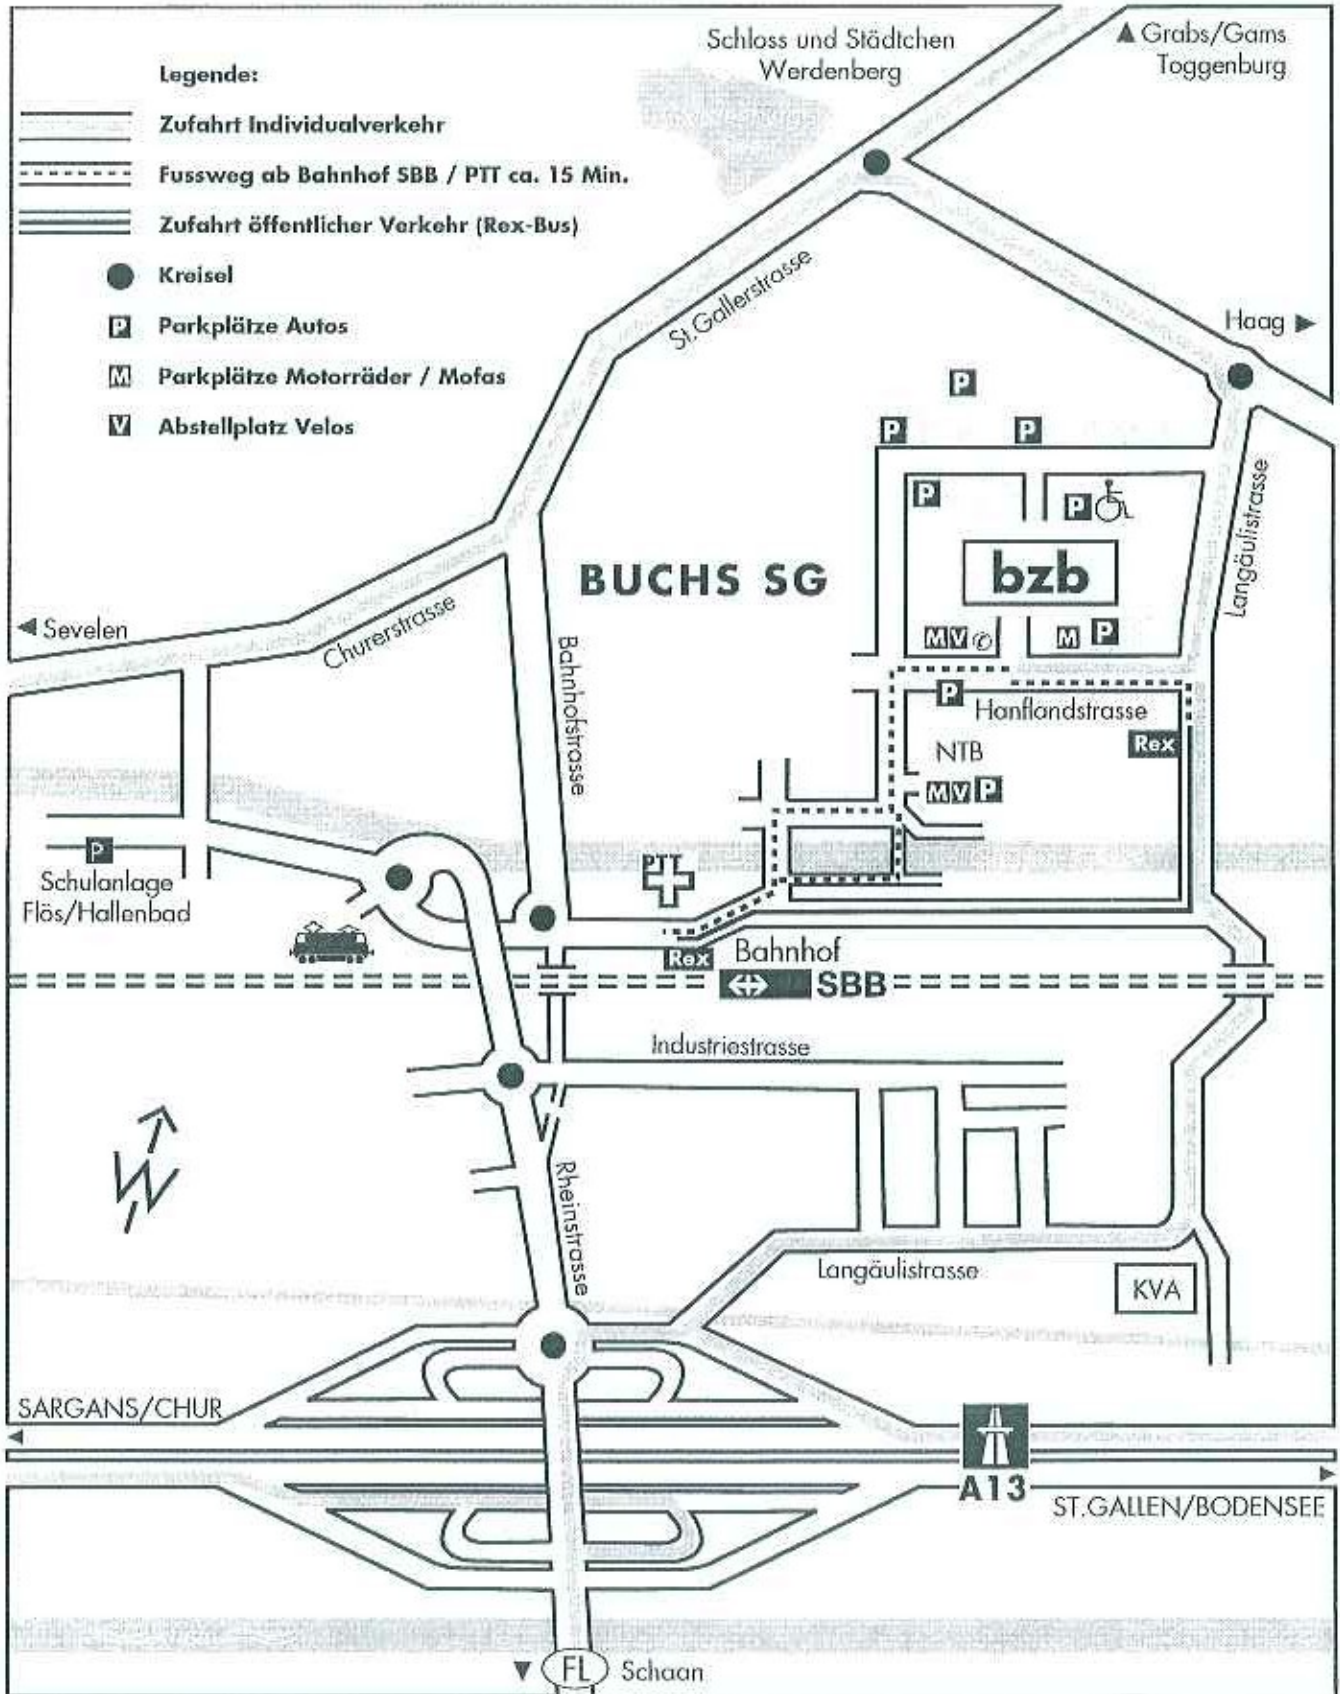 Schloss und Städtchen
Werdenberg
Grabs/Gams
Toggenburg
Legende:
Zufahrt Individualverkehr
Fussweg ab Bahnhof SBB / PTT ca. 15 Min.
Zufahrt öffentlicher Verkehr (Rex-Bus)
Kreisel
P Parkplätze Autos
M Parkplätze Motorräder / Mofas
V Abstellplatz Velos
St.Gallerstrasse
Haag
P
P
P
P
P
Langäulistrasse
BUCHS SG
bzb
Sevelen
Churerstrasse
M V
M P
Bahnhofstrasse
P
Hanflandstrasse
NTB
Rex
M V P
P
Schulanlage
Flös/Hallenbad
PTT
Rex
Bahnhof
SBB
Industriestrasse
N
Rheinstrasse
Langäulistrasse
KVA
SARGANS/CHUR
A13
ST.GALLEN/BODENSEE
FL
Schaan